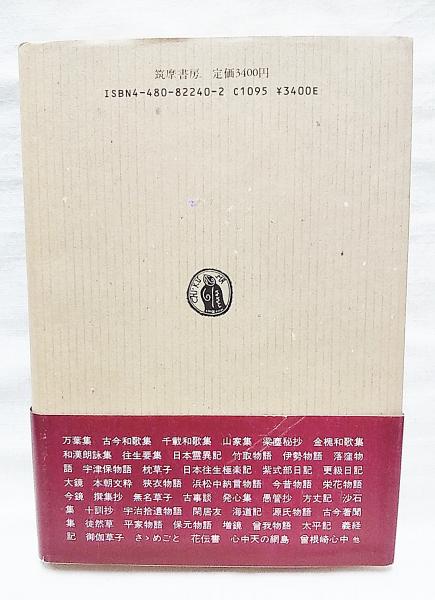 筑摩書房 定価3400円
ISBN4-480-82240-2 C1095 ¥3400E
CHIKUMA
万葉集 古今和歌集 千載和歌集 山家集 梁塵秘抄 金槐和歌集
和漢朗詠集 往生要集 日本霊異記 竹取物語 伊勢物語 落窪物
語 宇津保物語 枕草子 日本往生極楽記 紫式部日記 更級日記
大鏡 本朝文粋 狭衣物語 浜松中納言物語 今昔物語 栄花物語
今鏡 撰集抄 無名草子 古事談 発心集 愚管抄 方丈記 沙石
集 十訓抄 宇治拾遺物語 閑居友 海道記 源氏物語 古今著聞
集 徒然草 平家物語 保元物語 増鏡 曾我物語 太平記 義経
記 御伽草子 さゝめごと 花伝書 心中天の網島 曾根崎心中 他